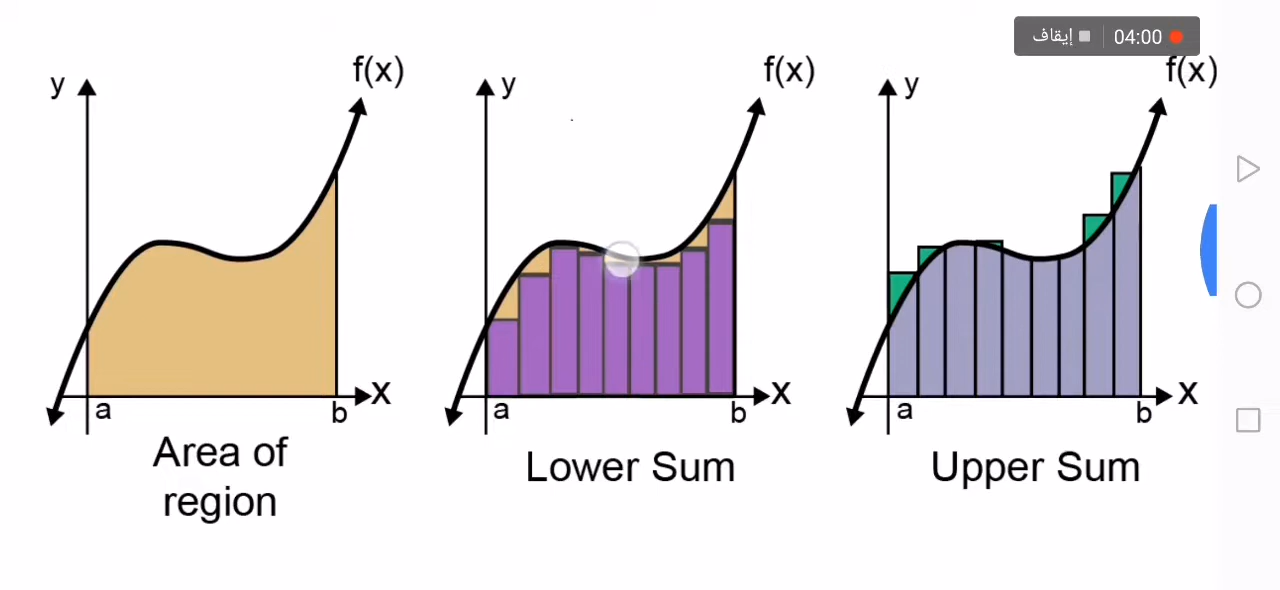 إيقاف 04:00
y f(x)
y f(x)
y f(x)
a b x
a b x
a b x
Area of
region
Lower Sum
Upper Sum